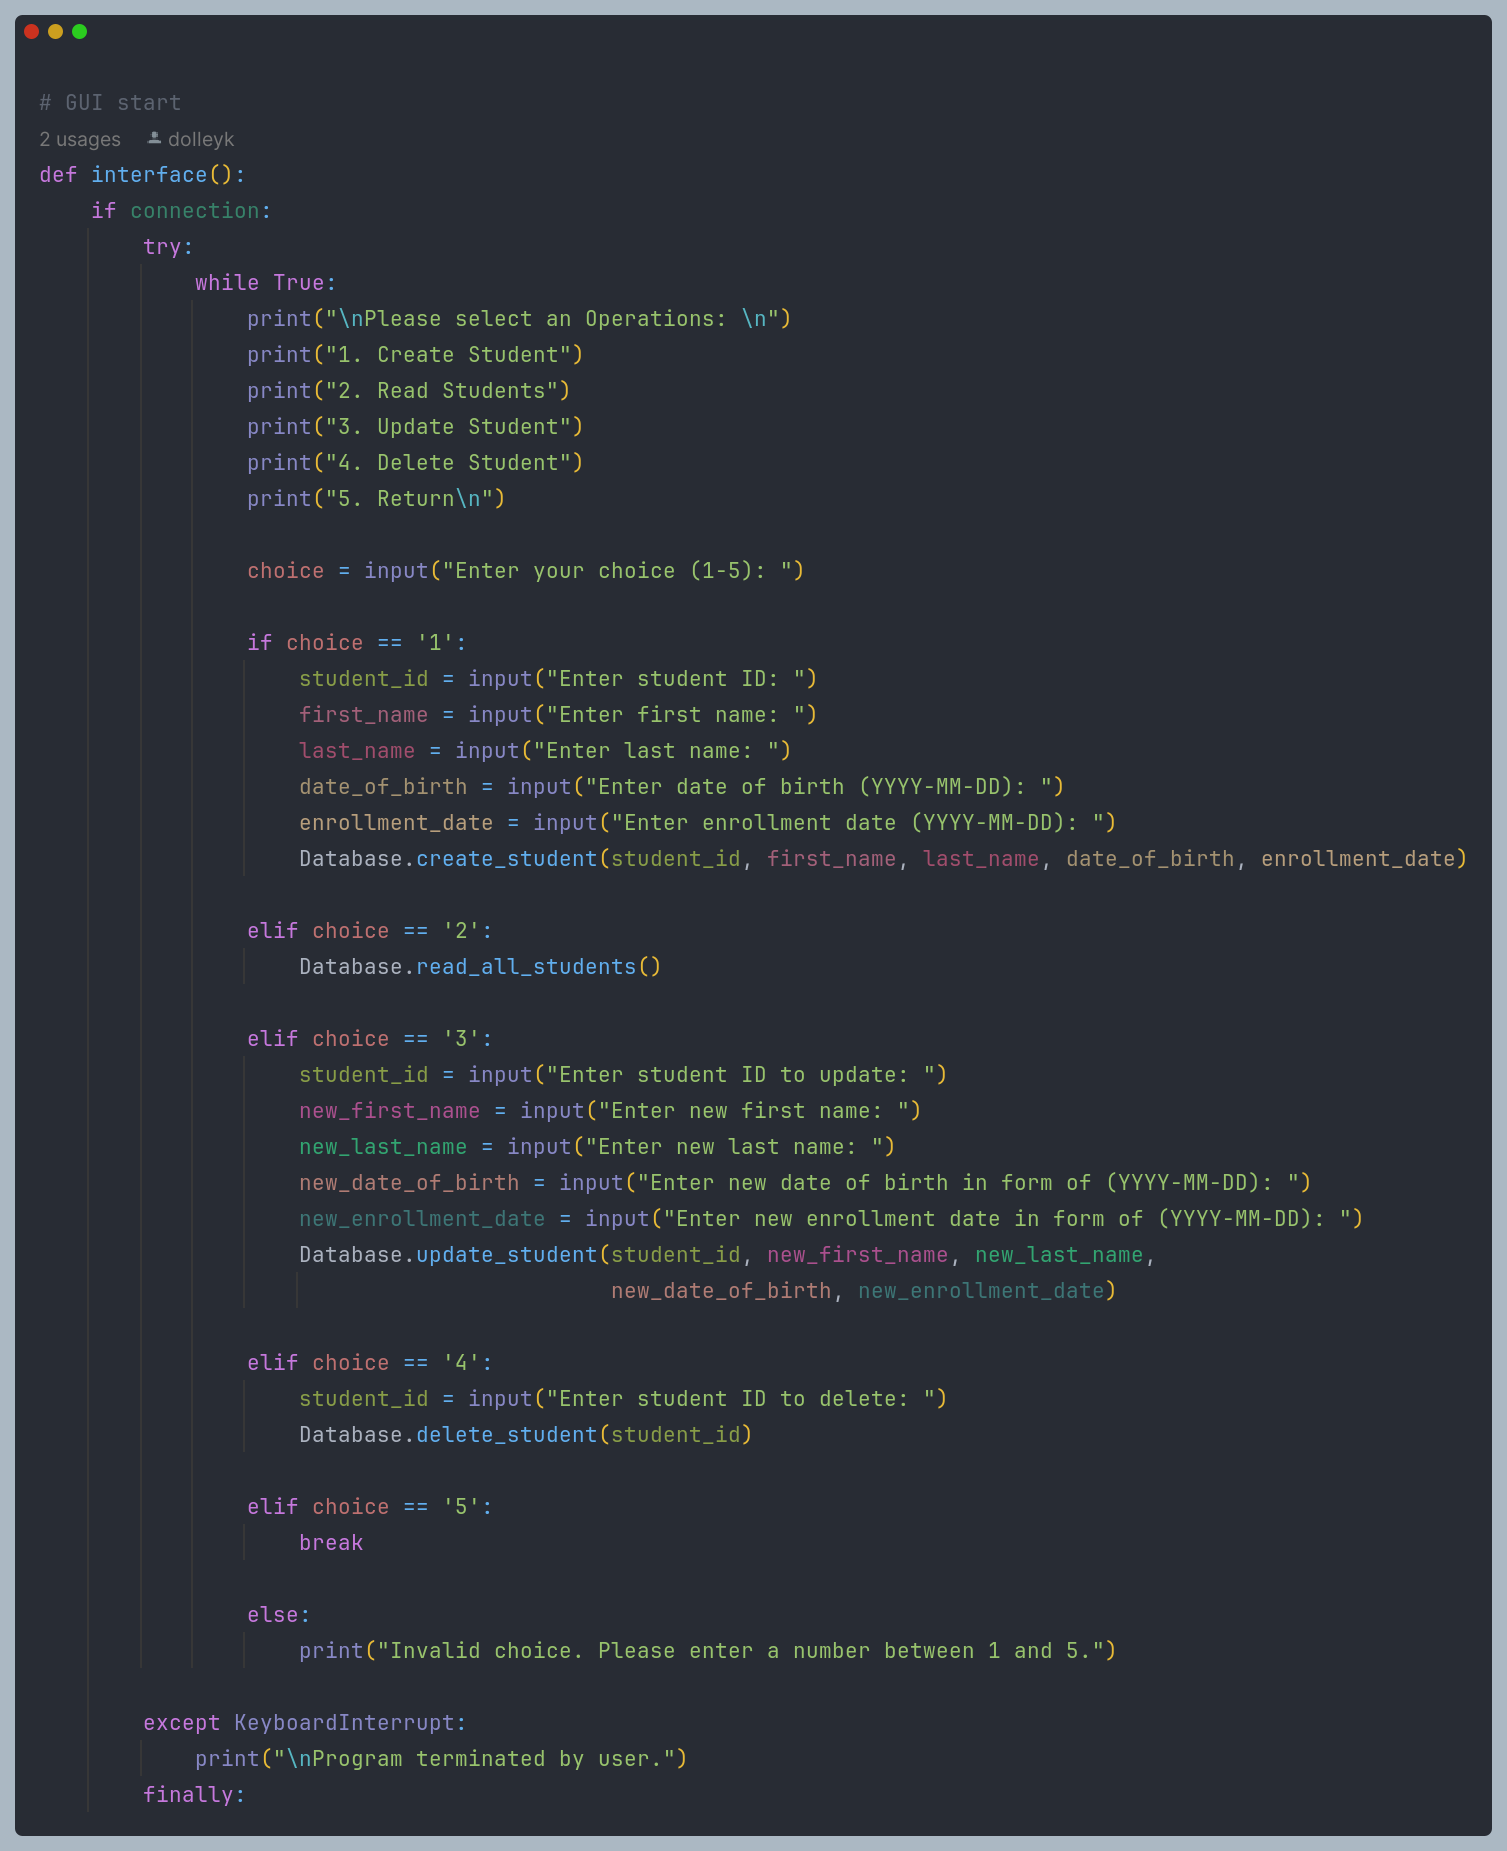 # GUI start
2 usages dolleyk
def interface():
    if connection:
        try:
            while True:
                print("\nPlease select an Operations: \n")
                print("1. Create Student")
                print("2. Read Students")
                print("3. Update Student")
                print("4. Delete Student")
                print("5. Return\n")

                choice = input("Enter your choice (1-5): ")

                if choice == '1':
                    student_id = input("Enter student ID: ")
                    first_name = input("Enter first name: ")
                    last_name = input("Enter last name: ")
                    date_of_birth = input("Enter date of birth (YYYY-MM-DD): ")
                    enrollment_date = input("Enter enrollment date (YYYY-MM-DD): ")
                    Database.create_student(student_id, first_name, last_name, date_of_birth, enrollment_date)

                elif choice == '2':
                    Database.read_all_students()

                elif choice == '3':
                    student_id = input("Enter student ID to update: ")
                    new_first_name = input("Enter new first name: ")
                    new_last_name = input("Enter new last name: ")
                    new_date_of_birth = input("Enter new date of birth in form of (YYYY-MM-DD): ")
                    new_enrollment_date = input("Enter new enrollment date in form of (YYYY-MM-DD): ")
                    Database.update_student(student_id, new_first_name, new_last_name,
                                            new_date_of_birth, new_enrollment_date)

                elif choice == '4':
                    student_id = input("Enter student ID to delete: ")
                    Database.delete_student(student_id)

                elif choice == '5':
                    break

                else:
                    print("Invalid choice. Please enter a number between 1 and 5.")

        except KeyboardInterrupt:
            print("\nProgram terminated by user.")
        finally: